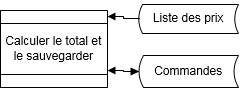 Liste des prix
Calculer le total et
le sauvegarder
Commandes